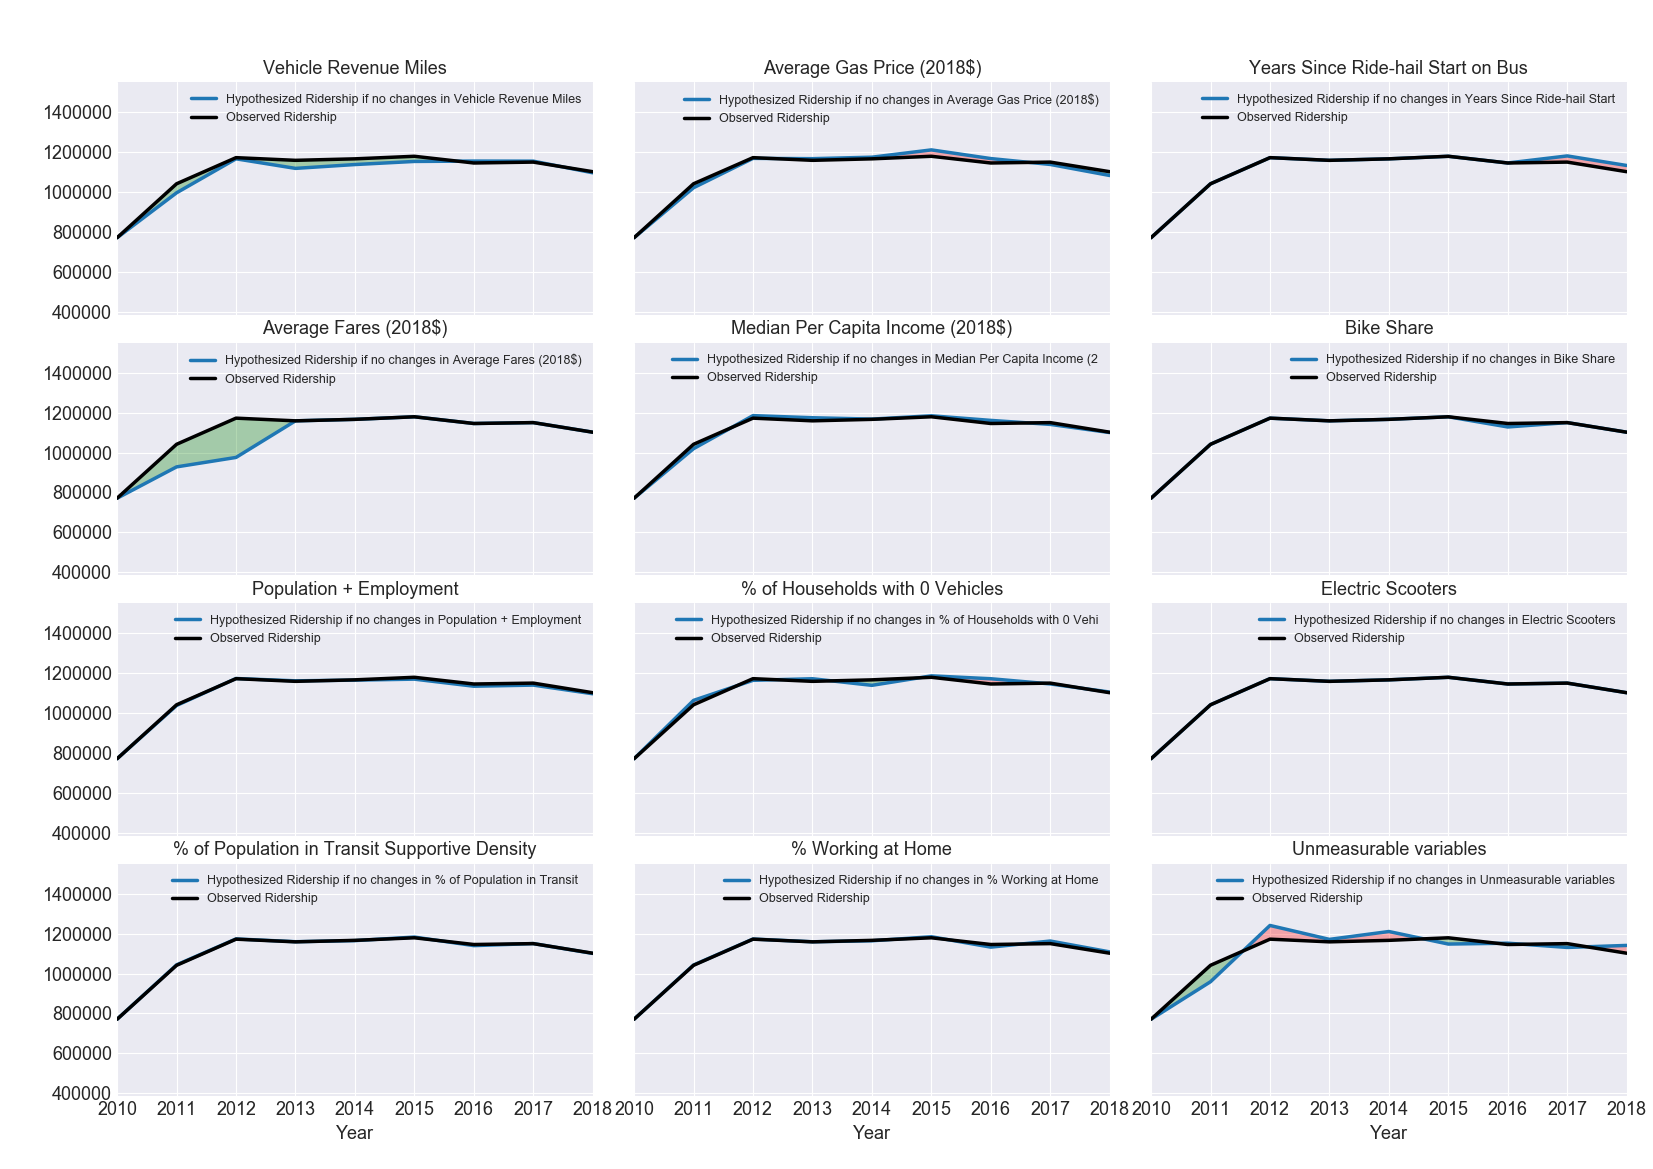 Vehicle Revenue Miles
Hypothesized Ridership if no changes in Vehicle Revenue Miles
Observed Ridership
1400000
1200000
1000000
800000
600000
400000
Average Gas Price (2018$)
Hypothesized Ridership if no changes in Average Gas Price (2018$)
Observed Ridership
Years Since Ride-hail Start on Bus
Hypothesized Ridership if no changes in Years Since Ride-hail Start
Observed Ridership
Average Fares (2018$)
Hypothesized Ridership if no changes in Average Fares (2018$)
Observed Ridership
1400000
1200000
1000000
800000
600000
400000
Median Per Capita Income (2018$)
Hypothesized Ridership if no changes in Median Per Capita Income (2
Observed Ridership
Bike Share
Hypothesized Ridership if no changes in Bike Share
Observed Ridership
Population + Employment
Hypothesized Ridership if no changes in Population + Employment
Observed Ridership
1400000
1200000
1000000
800000
600000
400000
% of Households with 0 Vehicles
Hypothesized Ridership if no changes in % of Households with 0 Vehi
Observed Ridership
Electric Scooters
Hypothesized Ridership if no changes in Electric Scooters
Observed Ridership
% of Population in Transit Supportive Density
Hypothesized Ridership if no changes in % of Population in Transit
Observed Ridership
1400000
1200000
1000000
800000
600000
400000
2010 2011 2012 2013 2014 2015 2016 2017 2018
Year
% Working at Home
Hypothesized Ridership if no changes in % Working at Home
Observed Ridership
2010 2011 2012 2013 2014 2015 2016 2017 2018
Year
Unmeasurable variables
Hypothesized Ridership if no changes in Unmeasurable variables
Observed Ridership
2010 2011 2012 2013 2014 2015 2016 2017 2018
Year